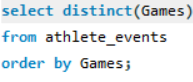 select distinct(Games)
from athlete_events
order by Games;